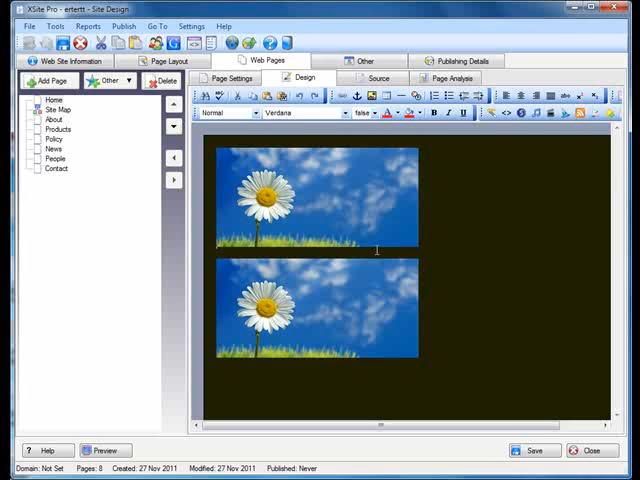 XSite Pro - ertertt - Site Design
File Tools Reports Publish Go To Settings Help
Web Site Information Page Layout Web Pages Other Publishing Details
Add Page Other Delete
Page Settings Design Source Page Analysis
Normal Verdana false B I U
Home
Site Map
About
Products
Policy
News
People
Contact
? Help Preview Save Close
Domain: Not Set Pages: 8 Created: 27 Nov 2011 Modified: 27 Nov 2011 Published: Never